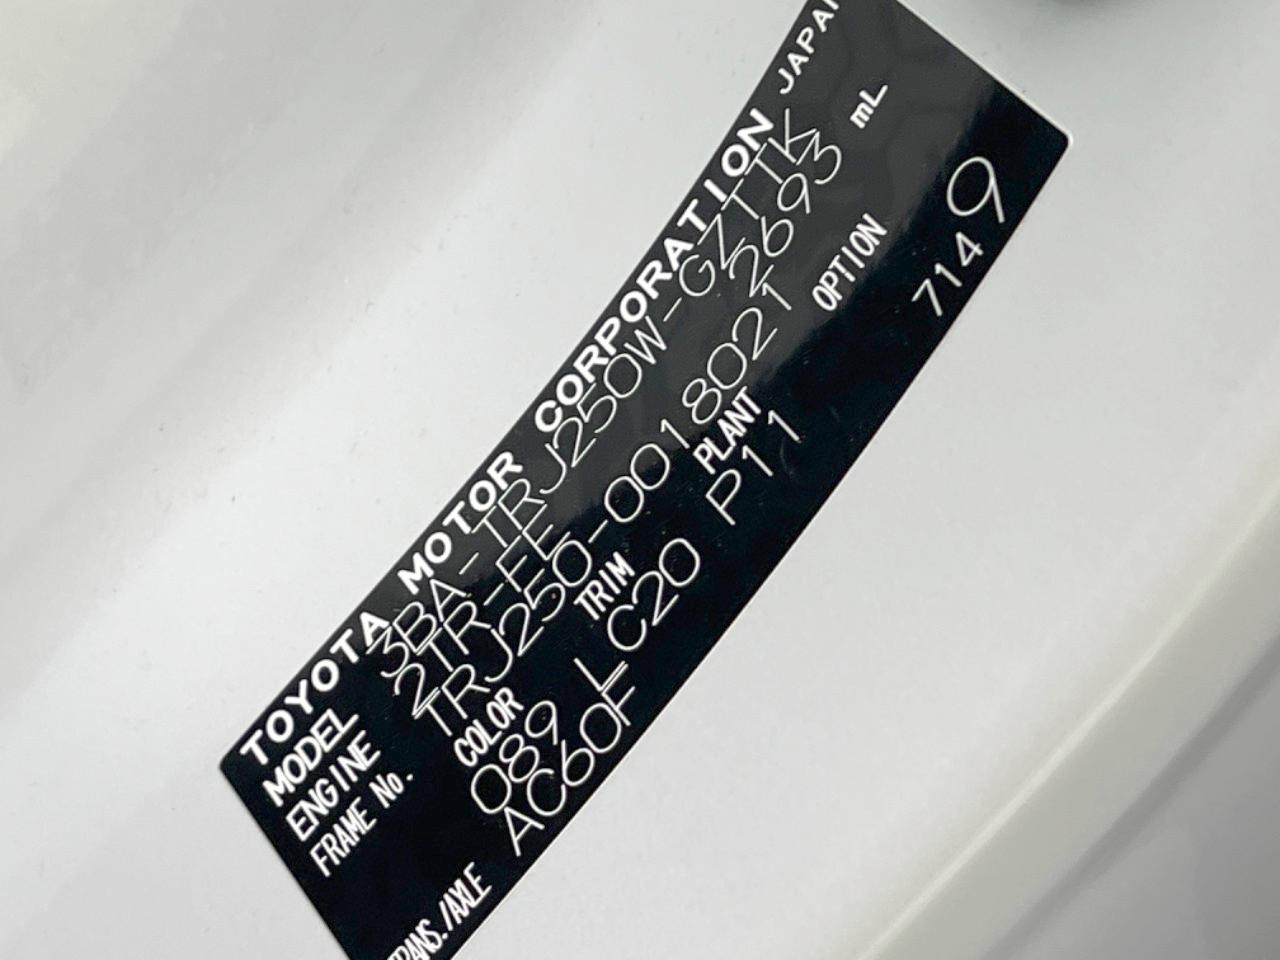 TOYOTA MOTOR CORPORATION JAPAN
MODEL 3BA-TRJ250W-GZTTK
ENGINE 2TR-FE 2693 mL
FRAME No. TRJ250-0018021
COLOR TRIM PLANT OPTION
089 LC20 P11 7149
TRANS./AXLE AC60F